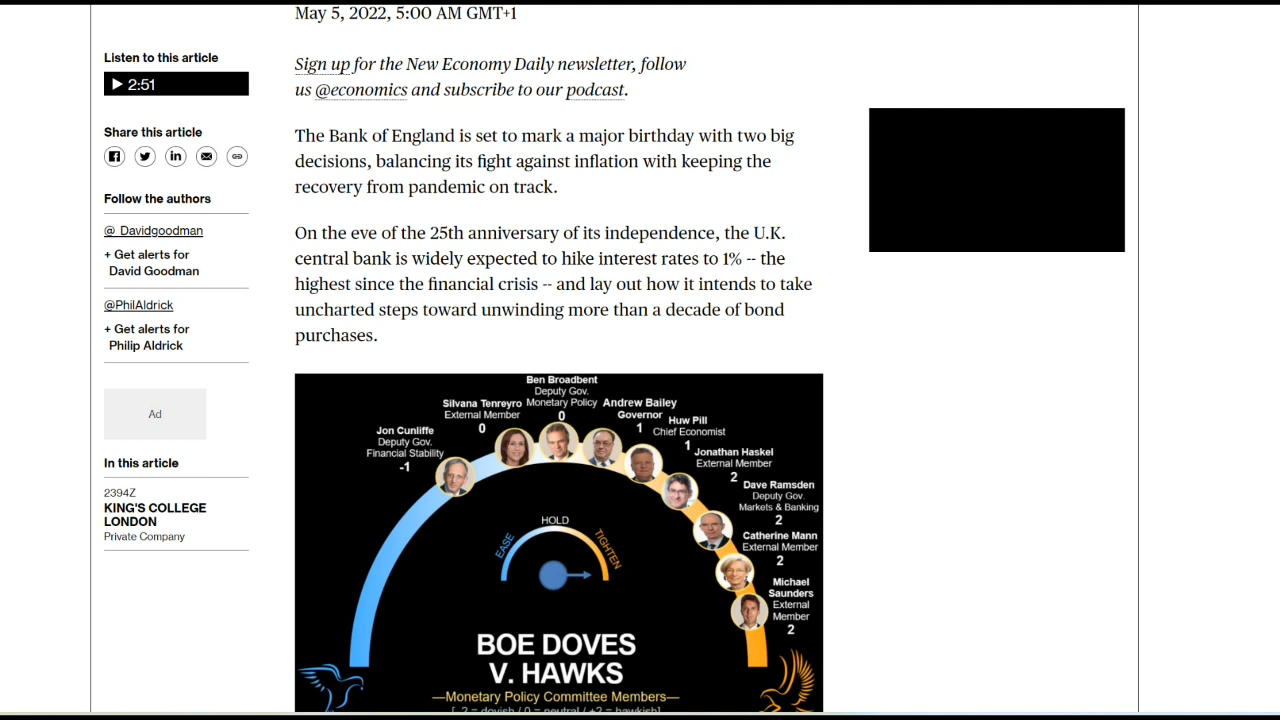 May 5, 2022, 5:00 AM GMT+1
Listen to this article
2:51
Share this article
Follow the authors
@_Davidgoodman
+ Get alerts for
David Goodman
@PhilAldrick
+ Get alerts for
Philip Aldrick
Ad
In this article
2394Z
KING'S COLLEGE
LONDON
Private Company
Sign up for the New Economy Daily newsletter, follow
us @economics and subscribe to our podcast.
The Bank of England is set to mark a major birthday with two big
decisions, balancing its fight against inflation with keeping the
recovery from pandemic on track.
On the eve of the 25th anniversary of its independence, the U.K.
central bank is widely expected to hike interest rates to 1% -- the
highest since the financial crisis -- and lay out how it intends to take
uncharted steps toward unwinding more than a decade of bond
purchases.
Jon Cunliffe
Deputy Gov.
Financial Stability
-1
Silvana Tenreyro
External Member
0
Ben Broadbent
Deputy Gov.
Monetary Policy
0
Andrew Bailey
Governor
1
Huw Pill
Chief Economist
1
Jonathan Haskel
External Member
2
Dave Ramsden
Deputy Gov.
Markets & Banking
2
Catherine Mann
External Member
2
Michael
Saunders
External
Member
2
EASE
HOLD
TIGHTEN
BOE DOVES
V. HAWKS
—Monetary Policy Committee Members—
[ -2 = dovish / 0 = neutral / +2 = hawkish]